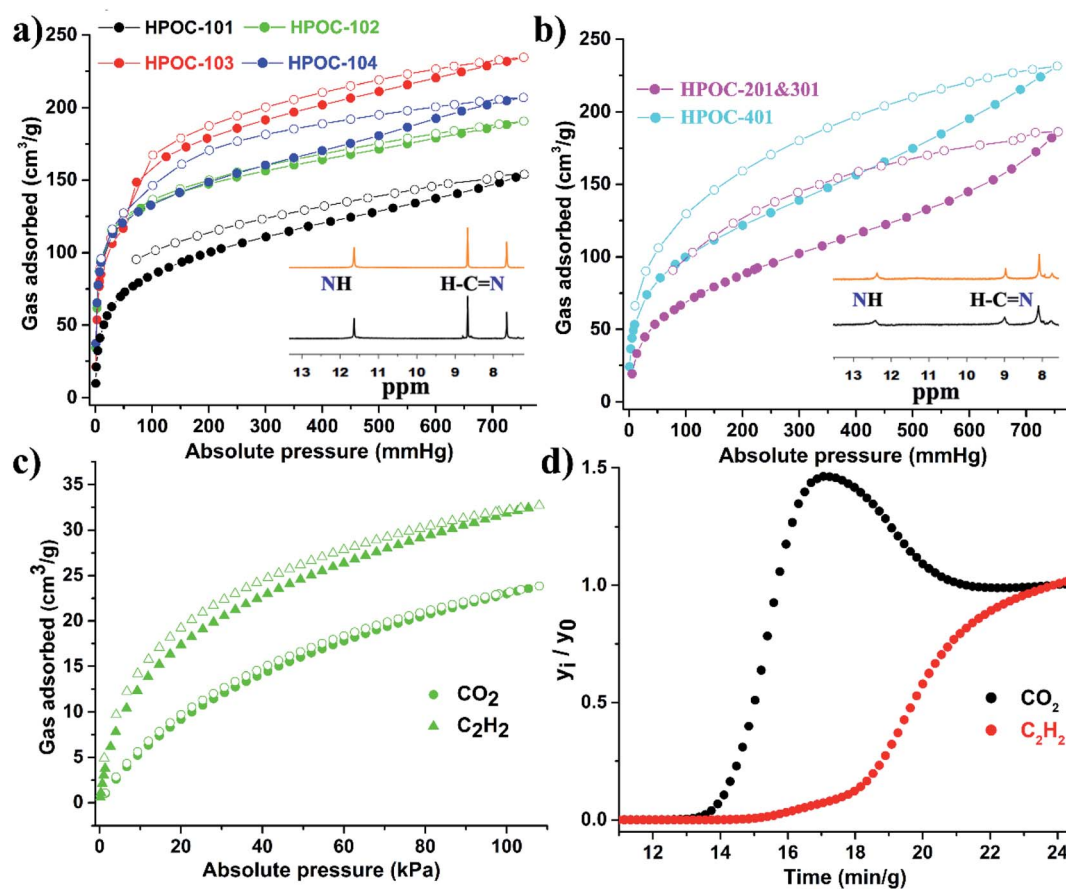 a)
HPOC-101 HPOC-102
HPOC-103 HPOC-104
250
200
150
100
50
0
Gas adsorbed (cm³/g)
NH H-C=N
13 12 11 10 9 8
ppm
0 100 200 300 400 500 600 700
Absolute pressure (mmHg)
b)
HPOC-201&301
HPOC-401
250
200
150
100
50
0
Gas adsorbed (cm³/g)
NH H-C=N
13 12 11 10 9 8
ppm
0 100 200 300 400 500 600 700
Absolute pressure (mmHg)
c)
35
30
25
20
15
10
5
0
Gas adsorbed (cm³/g)
CO₂
C₂H₂
0 20 40 60 80 100
Absolute pressure (kPa)
d)
1.5
1.0
0.5
0.0
yᵢ / y₀
CO₂
C₂H₂
12 14 16 18 20 22 24
Time (min/g)